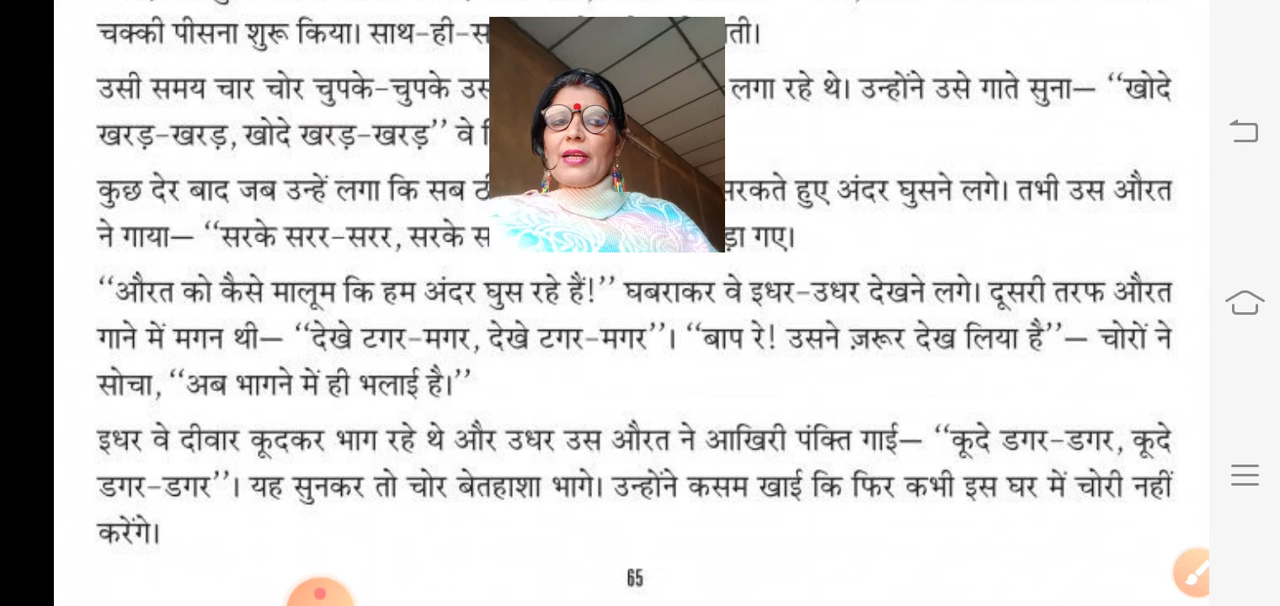 चक्की पीसना शुरू किया। साथ-ही-स
उसी समय चार चोर चुपके-चुपके उस लगा रहे थे। उन्होंने उसे गाते सुना— “खोदे
खरड़-खरड़, खोदे खरड़-खरड़” वे
कुछ देर बाद जब उन्हें लगा कि सब सरकते हुए अंदर घुसने लगे। तभी उस औरत
ने गाया— “सरके सरर-सरर, सरके स ड़ा गए।
“औरत को कैसे मालूम कि हम अंदर घुस रहे हैं!” घबराकर वे इधर-उधर देखने लगे। दूसरी तरफ औरत
गाने में मगन थी— “देखे टगर-मगर, देखे टगर-मगर”। “बाप रे! उसने ज़रूर देख लिया है”— चोरों ने
सोचा, “अब भागने में ही भलाई है।”
इधर वे दीवार कूदकर भाग रहे थे और उधर उस औरत ने आखिरी पंक्ति गाई— “कूदे डगर-डगर, कूदे
डगर-डगर”। यह सुनकर तो चोर बेतहाशा भागे। उन्होंने कसम खाई कि फिर कभी इस घर में चोरी नहीं
करेंगे।
65